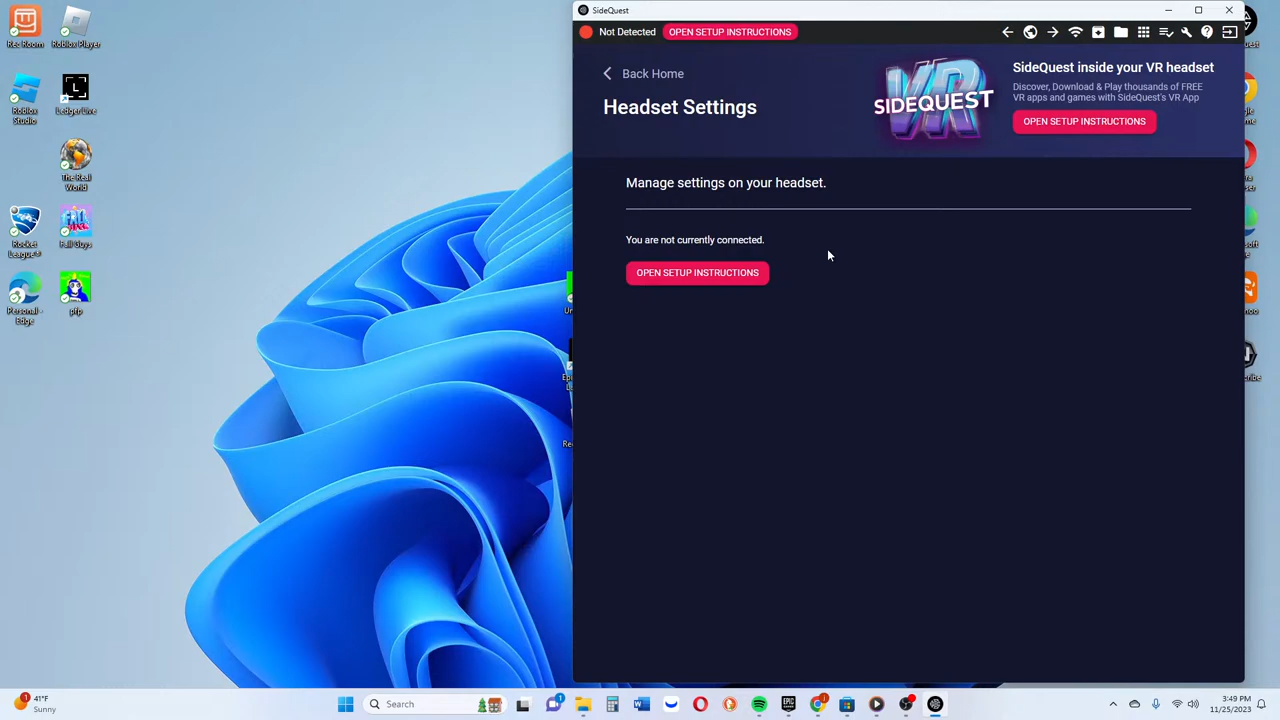 SideQuest
Not Detected OPEN SETUP INSTRUCTIONS
Back Home
Headset Settings
VR
SIDEQUEST
SideQuest inside your VR headset
Discover, Download & Play thousands of FREE
VR apps and games with SideQuest's VR App
OPEN SETUP INSTRUCTIONS
Manage settings on your headset.
You are not currently connected.
OPEN SETUP INSTRUCTIONS
Rec Room
Roblox Player
Roblox
Studio
Ledger Live
The Real
World
Rocket
League®
Fall Guys
Personal -
Edge
pfp
41°F
Sunny
Search
3:49 PM
11/25/2023